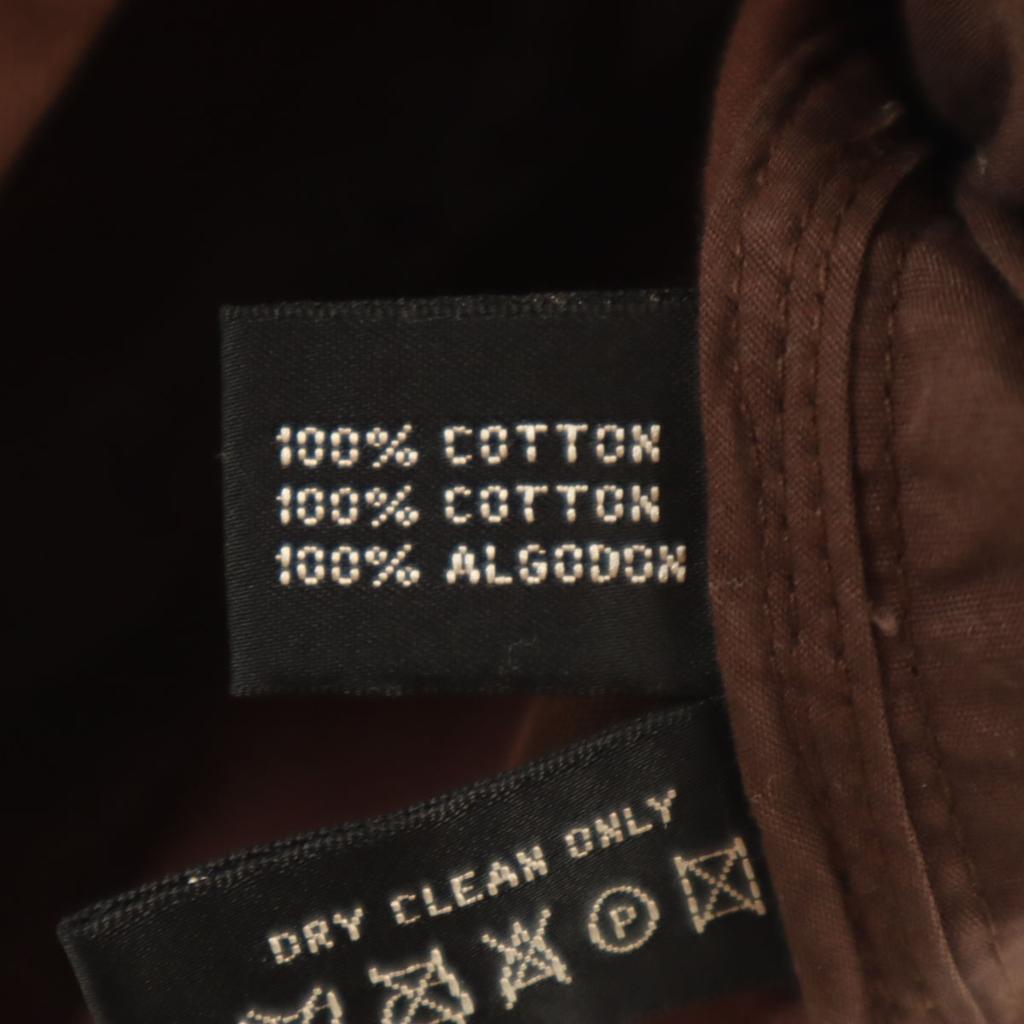 100% COTTON
100% COTTON
100% ALGODON
DRY CLEAN ONLY
P